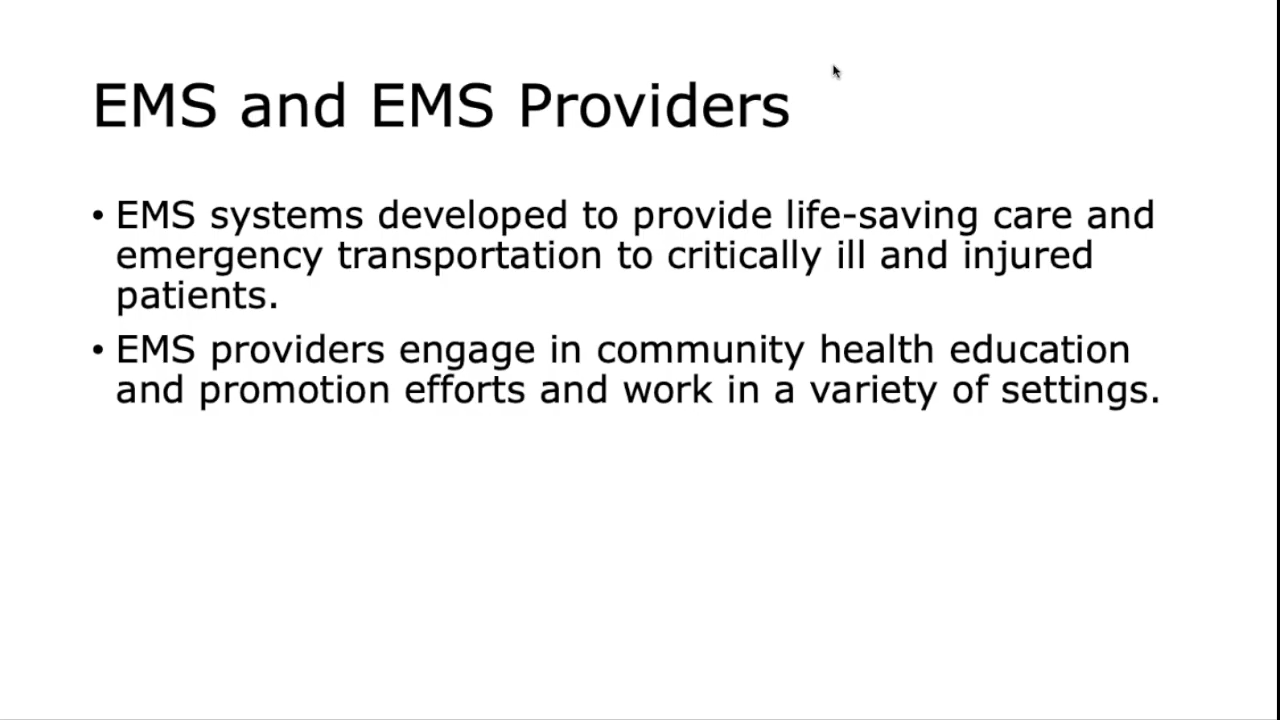 EMS and EMS Providers
• EMS systems developed to provide life-saving care and
emergency transportation to critically ill and injured
patients.
• EMS providers engage in community health education
and promotion efforts and work in a variety of settings.